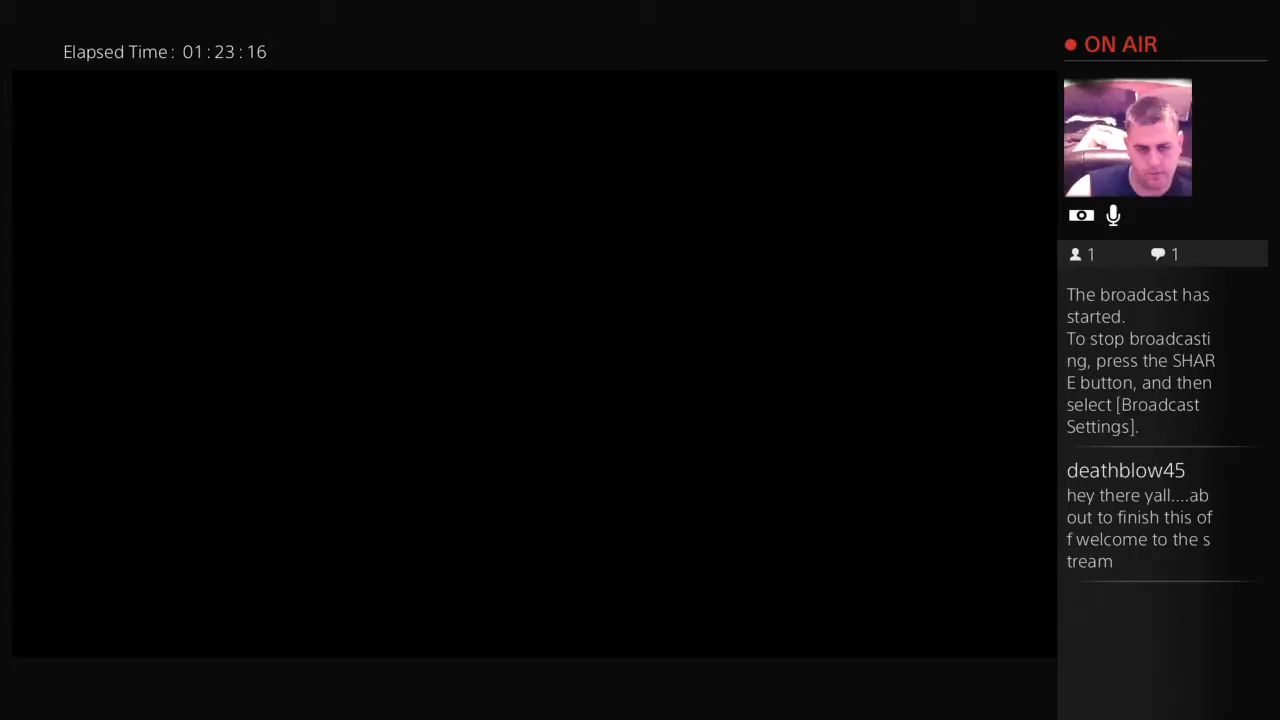 Elapsed Time: 01:23:16
ON AIR
1 1
The broadcast has
started.
To stop broadcasti
ng, press the SHAR
E button, and then
select [Broadcast
Settings].
deathblow45
hey there yall....ab
out to finish this of
f welcome to the s
tream